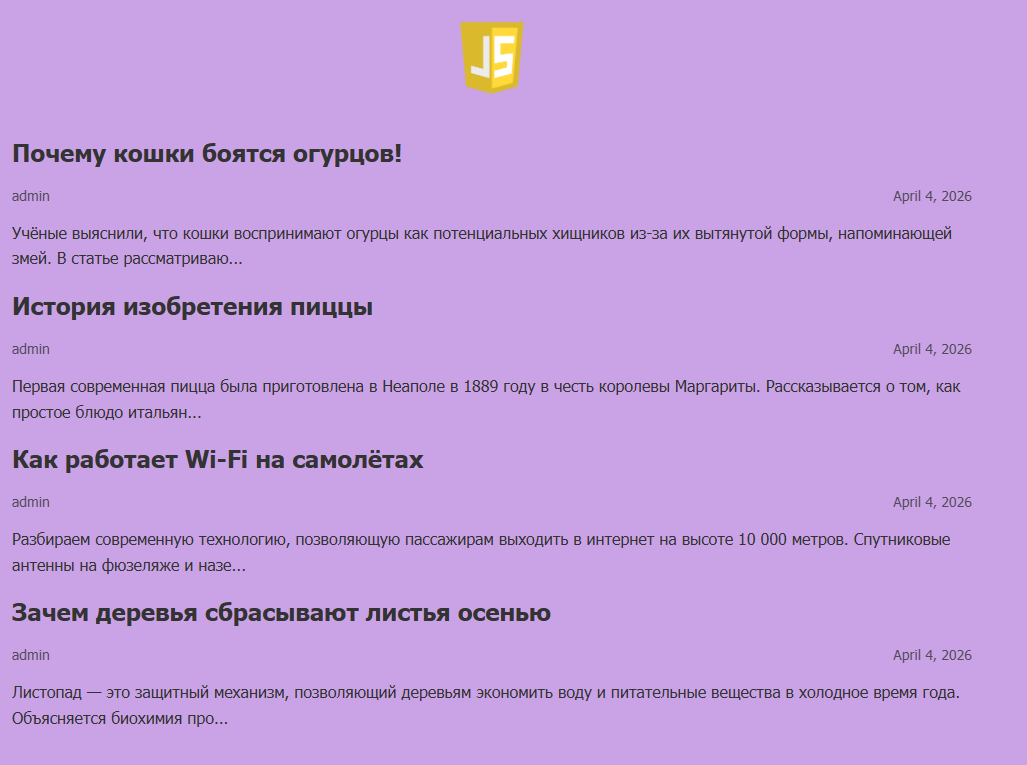 JS
Почему кошки боятся огурцов!
admin April 4, 2026
Учёные выяснили, что кошки воспринимают огурцы как потенциальных хищников из-за их вытянутой формы, напоминающей
змей. В статье рассматриваю...
История изобретения пиццы
admin April 4, 2026
Первая современная пицца была приготовлена в Неаполе в 1889 году в честь королевы Маргариты. Рассказывается о том, как
простое блюдо итальян...
Как работает Wi-Fi на самолётах
admin April 4, 2026
Разбираем современную технологию, позволяющую пассажирам выходить в интернет на высоте 10 000 метров. Спутниковые
антенны на фюзеляже и назе...
Зачем деревья сбрасывают листья осенью
admin April 4, 2026
Листопад — это защитный механизм, позволяющий деревьям экономить воду и питательные вещества в холодное время года.
Объясняется биохимия про...